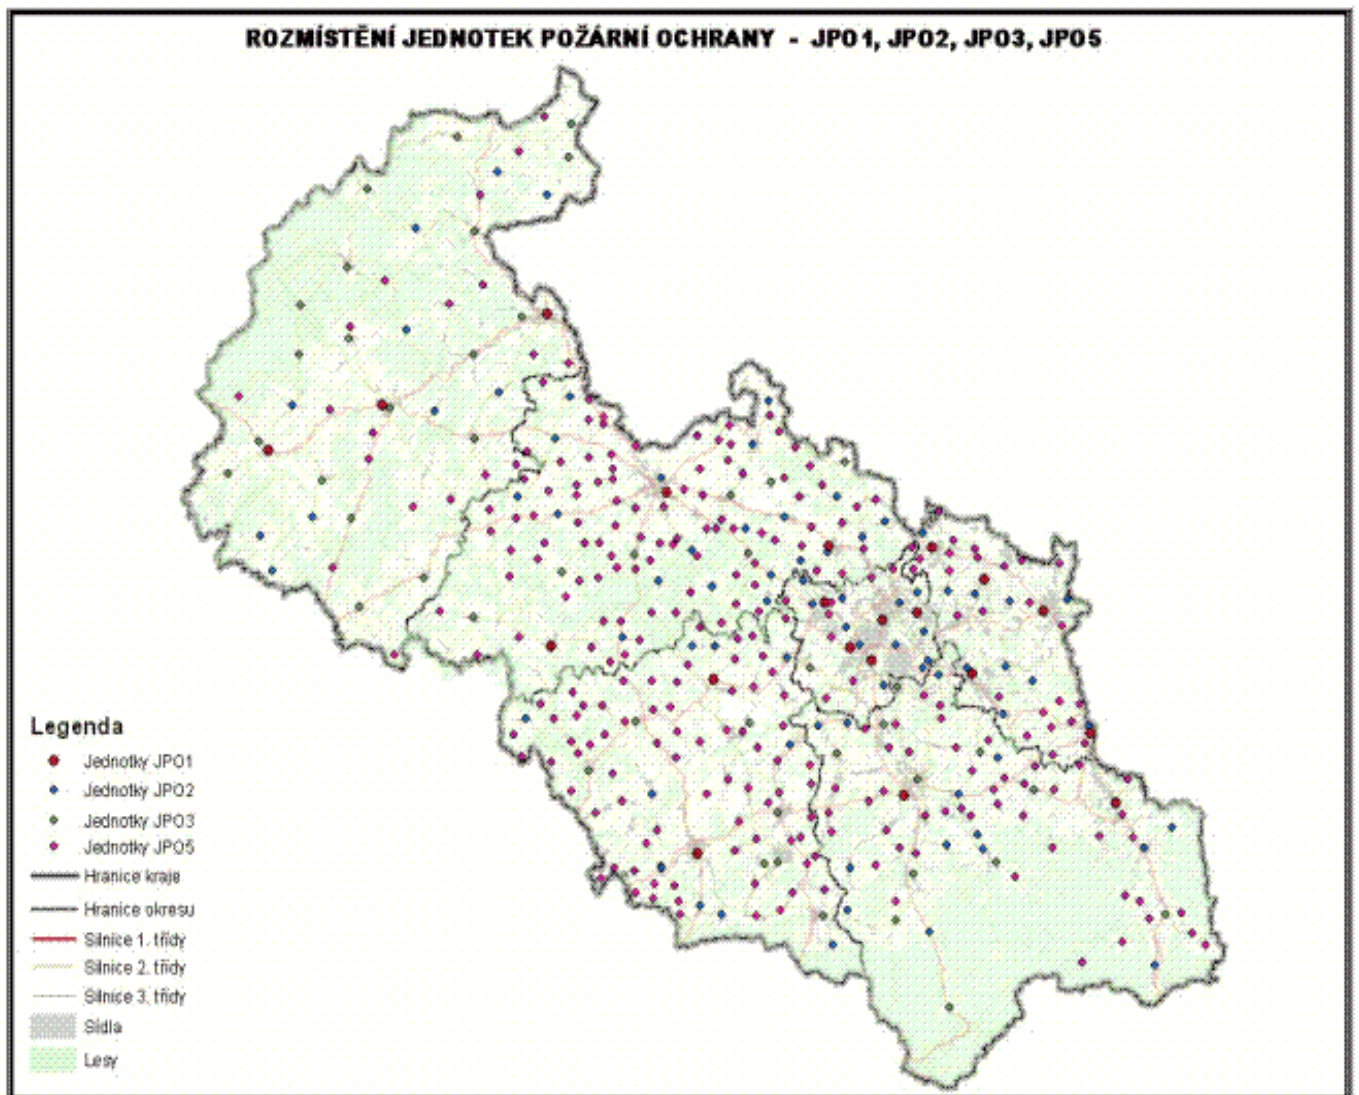 ROZMÍSTĚNÍ JEDNOTEK POŽÁRNÍ OCHRANY - JPO1, JPO2, JPO3, JPO5
Legenda
Jednotky JPO1
Jednotky JPO2
Jednotky JPO3
Jednotky JPO5
Hranice kraje
Hranice okresu
Silnice 1. třídy
Silnice 2. třídy
Silnice 3. třídy
Sídla
Lesy